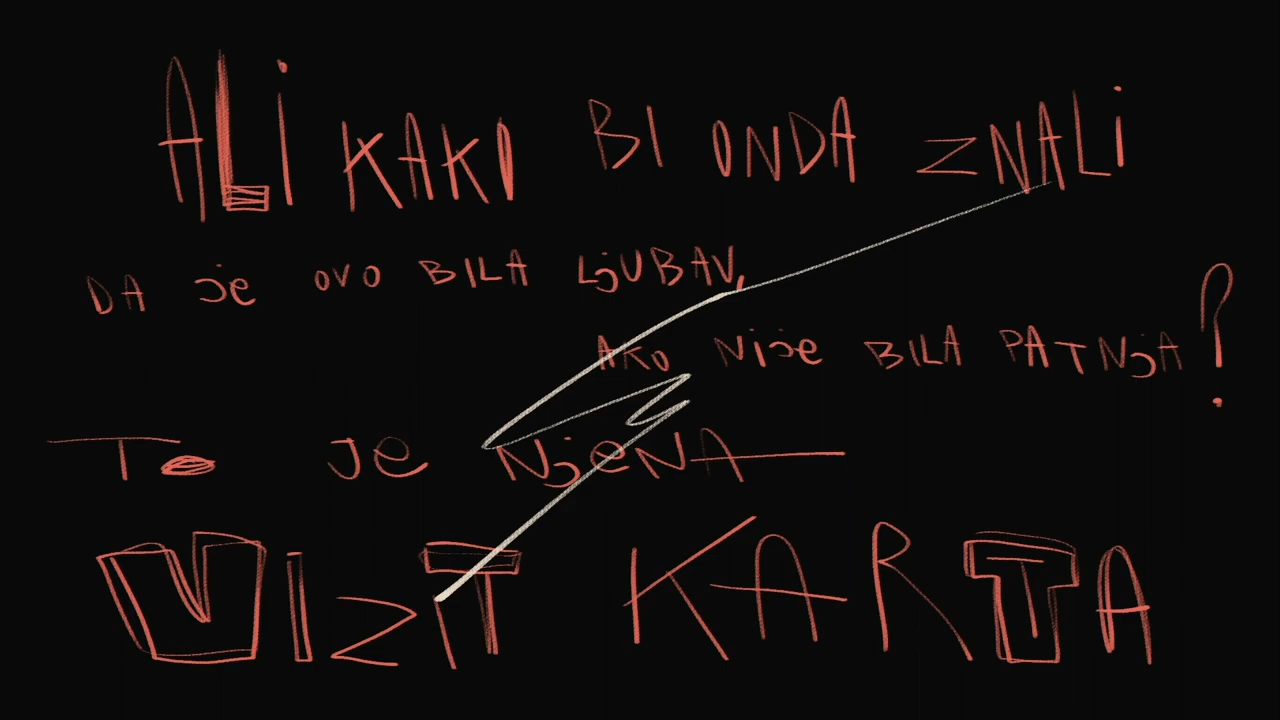 ALi KAKO BI ONDA ZNALi
DA je OVO BILA LjUBAV,
AKO Nije BILA PATNjA?
To je NjeNA
VIZIT KARTA